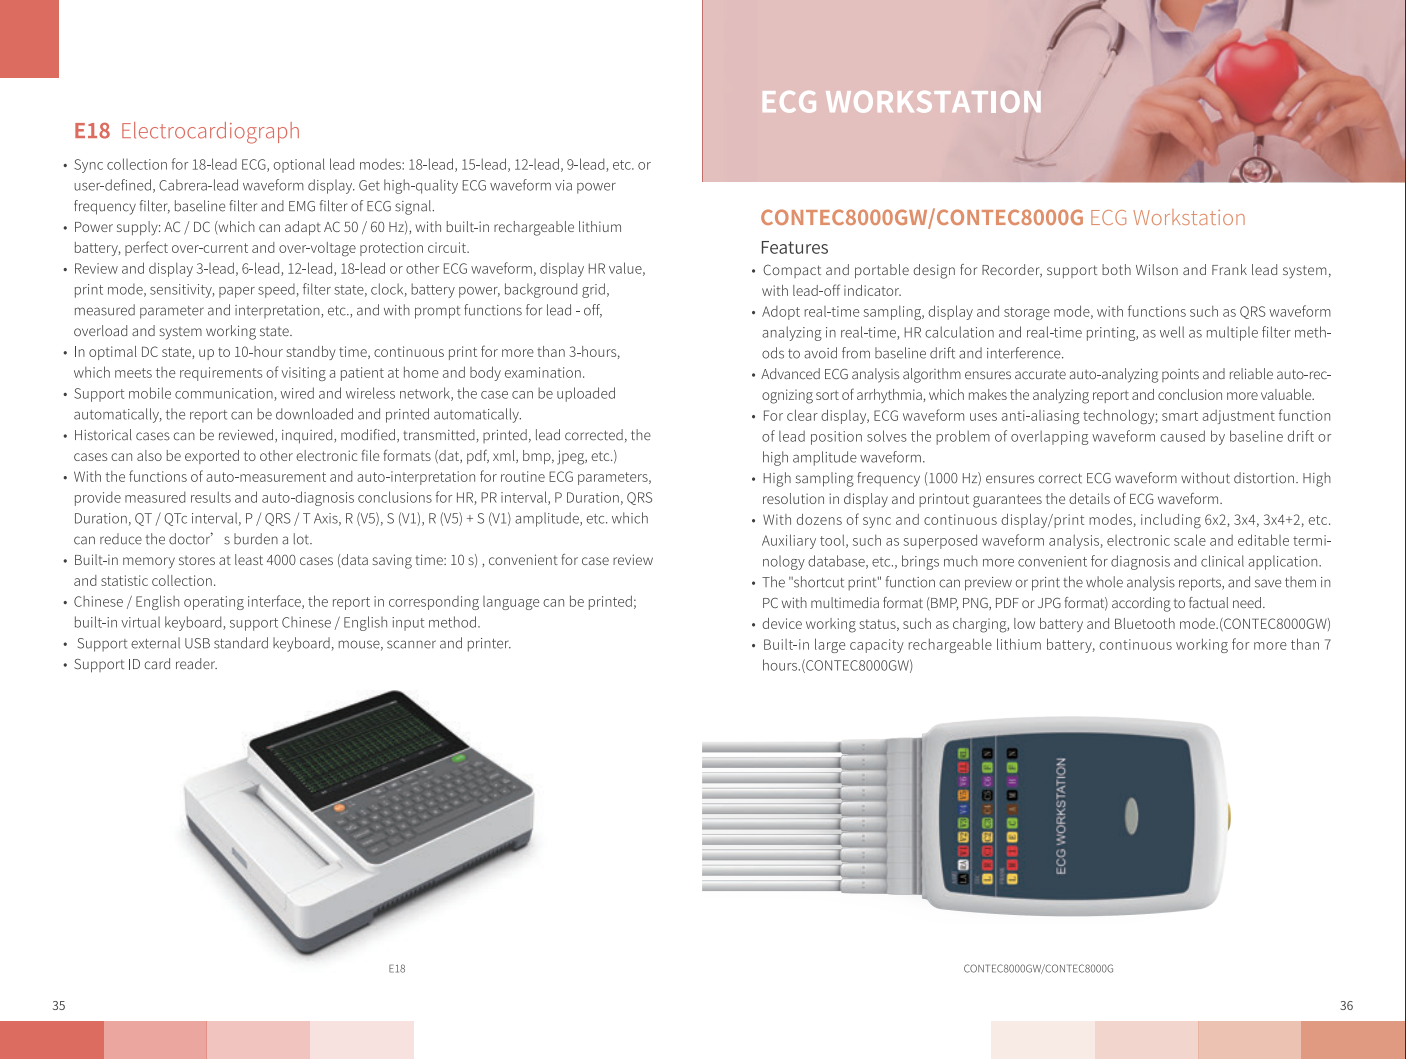 E18 Electrocardiograph
• Sync collection for 18-lead ECG, optional lead modes: 18-lead, 15-lead, 12-lead, 9-lead, etc. or
user-defined, Cabrera-lead waveform display. Get high-quality ECG waveform via power
frequency filter, baseline filter and EMG filter of ECG signal.
• Power supply: AC / DC (which can adapt AC 50 / 60 Hz), with built-in rechargeable lithium
battery, perfect over-current and over-voltage protection circuit.
• Review and display 3-lead, 6-lead, 12-lead, 18-lead or other ECG waveform, display HR value,
print mode, sensitivity, paper speed, filter state, clock, battery power, background grid,
measured parameter and interpretation, etc., and with prompt functions for lead - off,
overload and system working state.
• In optimal DC state, up to 10-hour standby time, continuous print for more than 3-hours,
which meets the requirements of visiting a patient at home and body examination.
• Support mobile communication, wired and wireless network, the case can be uploaded
automatically, the report can be downloaded and printed automatically.
• Historical cases can be reviewed, inquired, modified, transmitted, printed, lead corrected, the
cases can also be exported to other electronic file formats (dat, pdf, xml, bmp, jpeg, etc.)
• With the functions of auto-measurement and auto-interpretation for routine ECG parameters,
provide measured results and auto-diagnosis conclusions for HR, PR interval, P Duration, QRS
Duration, QT / QTc interval, P / QRS / T Axis, R (V5), S (V1), R (V5) + S (V1) amplitude, etc. which
can reduce the doctor’ s burden a lot.
• Built-in memory stores at least 4000 cases (data saving time: 10 s) , convenient for case review
and statistic collection.
• Chinese / English operating interface, the report in corresponding language can be printed;
built-in virtual keyboard, support Chinese / English input method.
• Support external USB standard keyboard, mouse, scanner and printer.
• Support ID card reader.
E18
35
ECG WORKSTATION
CONTEC8000GW/CONTEC8000G ECG Workstation
Features
• Compact and portable design for Recorder, support both Wilson and Frank lead system,
with lead-off indicator.
• Adopt real-time sampling, display and storage mode, with functions such as QRS waveform
analyzing in real-time, HR calculation and real-time printing, as well as multiple filter meth-
ods to avoid from baseline drift and interference.
• Advanced ECG analysis algorithm ensures accurate auto-analyzing points and reliable auto-rec-
ognizing sort of arrhythmia, which makes the analyzing report and conclusion more valuable.
• For clear display, ECG waveform uses anti-aliasing technology; smart adjustment function
of lead position solves the problem of overlapping waveform caused by baseline drift or
high amplitude waveform.
• High sampling frequency (1000 Hz) ensures correct ECG waveform without distortion. High
resolution in display and printout guarantees the details of ECG waveform.
• With dozens of sync and continuous display/print modes, including 6x2, 3x4, 3x4+2, etc.
Auxiliary tool, such as superposed waveform analysis, electronic scale and editable termi-
nology database, etc., brings much more convenient for diagnosis and clinical application.
• The "shortcut print" function can preview or print the whole analysis reports, and save them in
PC with multimedia format (BMP, PNG, PDF or JPG format) according to factual need.
• device working status, such as charging, low battery and Bluetooth mode.(CONTEC8000GW)
• Built-in large capacity rechargeable lithium battery, continuous working for more than 7
hours.(CONTEC8000GW)
ECG WORKSTATION
CONTEC8000GW/CONTEC8000G
36